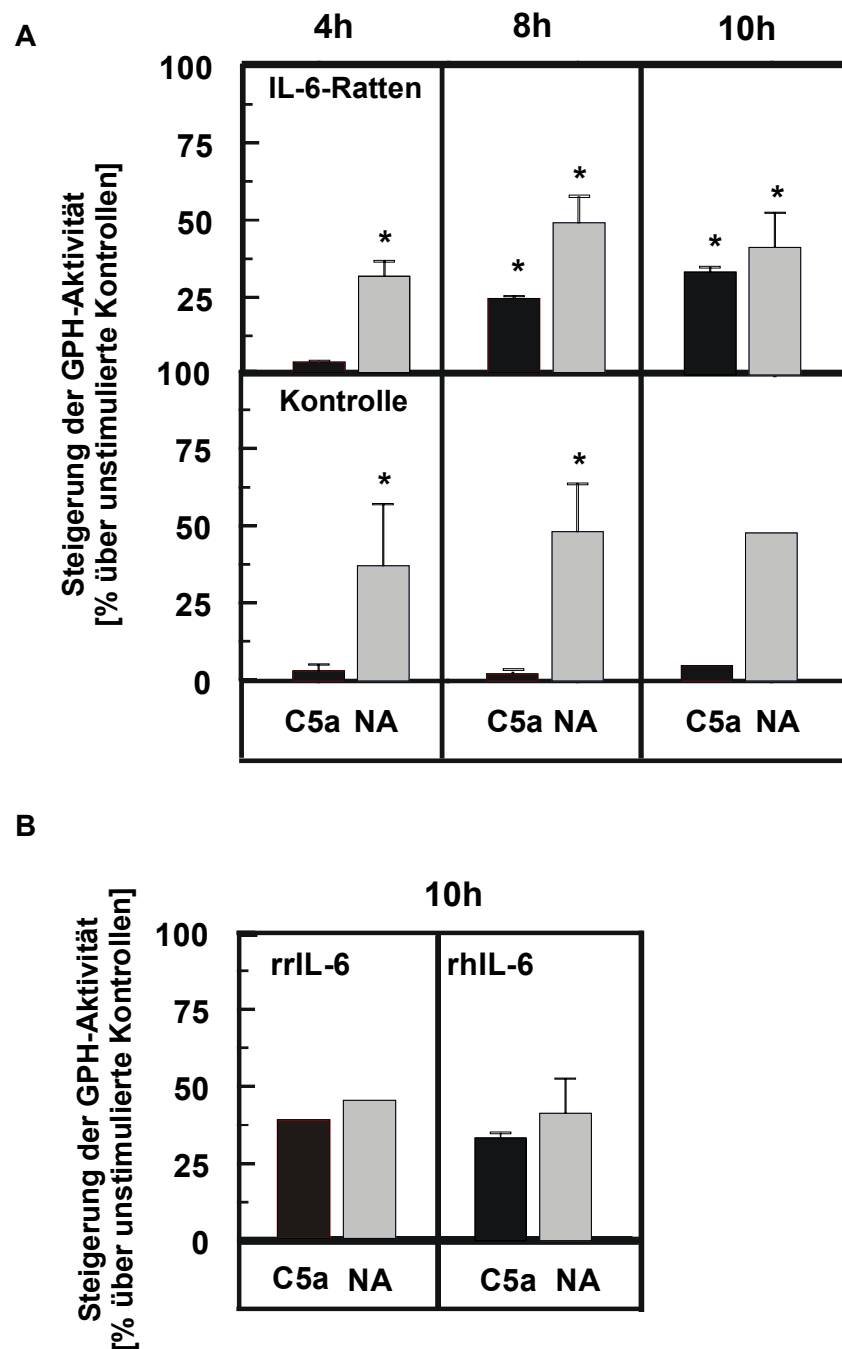 A
4h 8h 10h
Steigerung der GPH-Aktivität
[% über unstimulierte Kontrollen]
100
IL-6-Ratten
75
* * * * *
50
25
100
Kontrolle
75
* *
50
25
0
C5a NA C5a NA C5a NA
B
10h
Steigerung der GPH-Aktivität
[% über unstimulierte Kontrollen]
100
rrIL-6 rhIL-6
75
50
25
0
C5a NA C5a NA